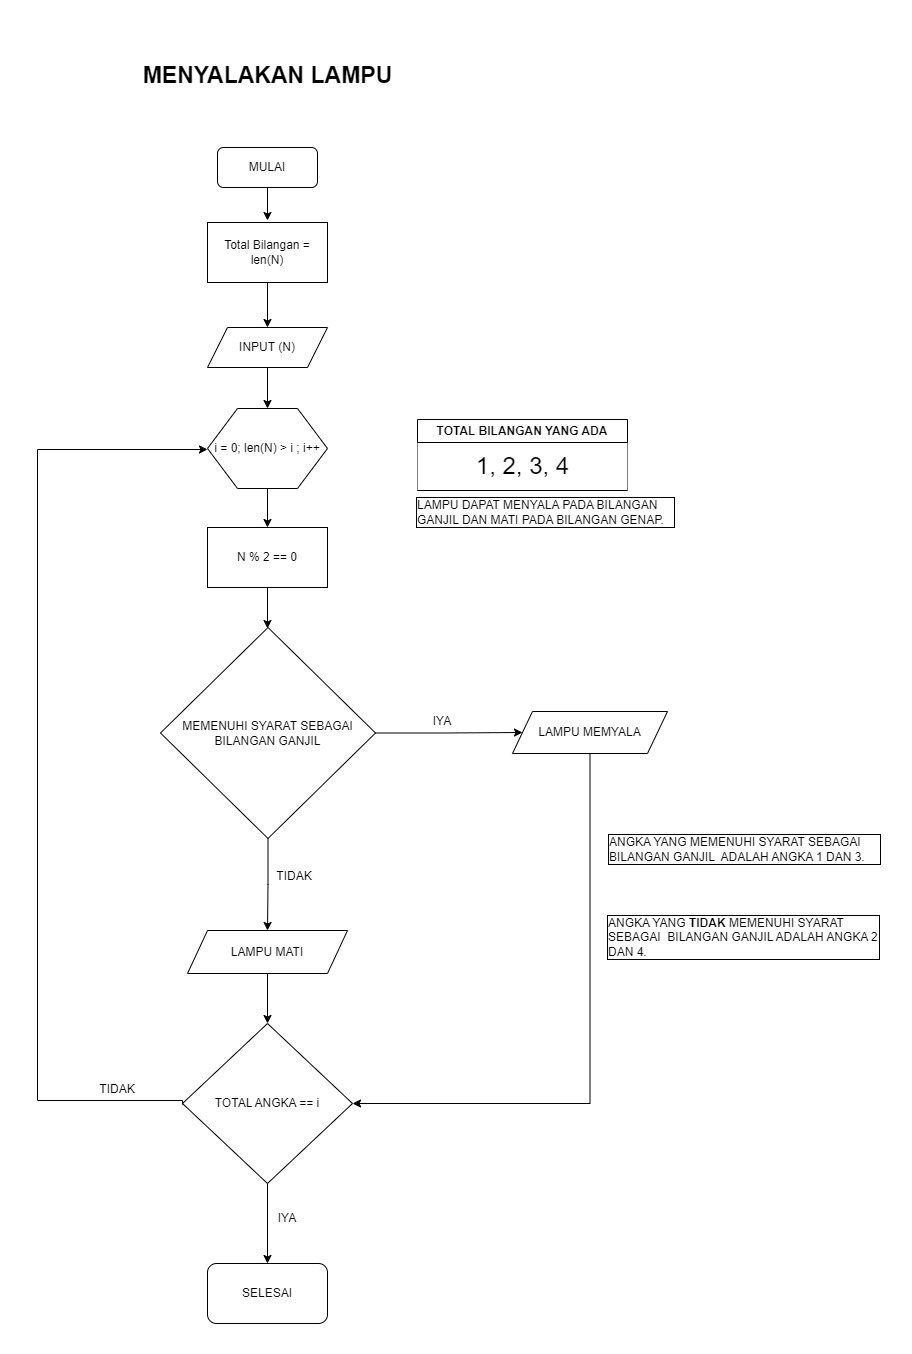 MENYALAKAN LAMPU
MULAI
Total Bilangan =
len(N)
INPUT (N)
i = 0; len(N) > i ; i++
TOTAL BILANGAN YANG ADA
1, 2, 3, 4
LAMPU DAPAT MENYALA PADA BILANGAN
GANJIL DAN MATI PADA BILANGAN GENAP.
N % 2 == 0
MEMENUHI SYARAT SEBAGAI
BILANGAN GANJIL
IYA
LAMPU MEMYALA
ANGKA YANG MEMENUHI SYARAT SEBAGAI
BILANGAN GANJIL ADALAH ANGKA 1 DAN 3.
TIDAK
ANGKA YANG TIDAK MEMENUHI SYARAT
SEBAGAI BILANGAN GANJIL ADALAH ANGKA 2
DAN 4.
LAMPU MATI
TIDAK
TOTAL ANGKA == i
IYA
SELESAI